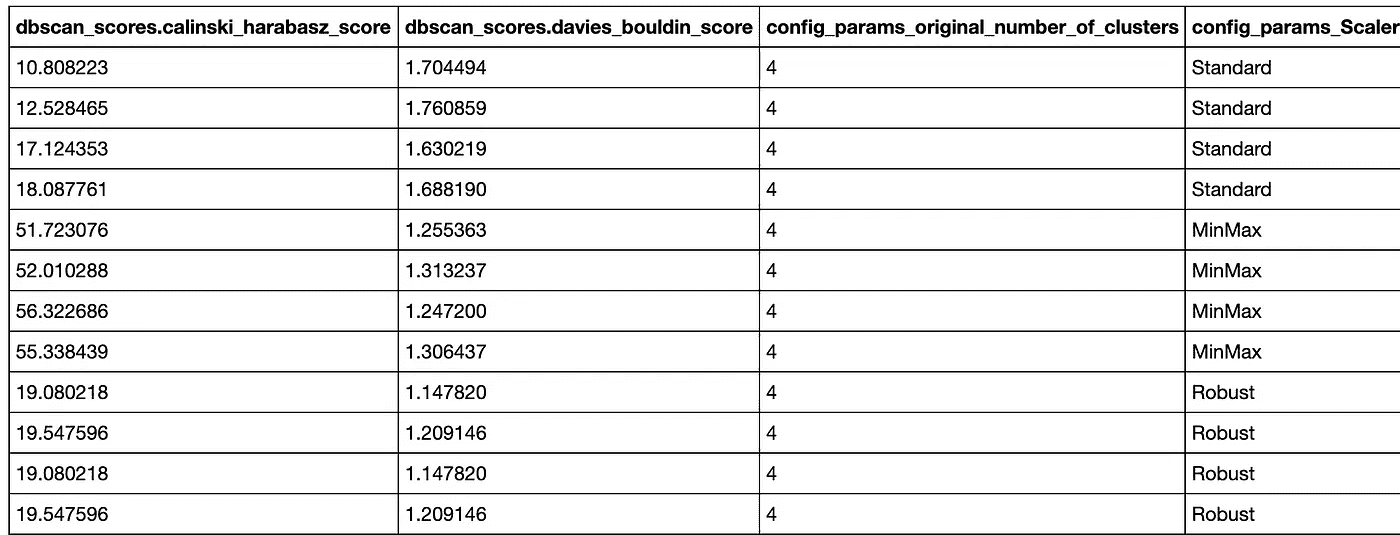 dbscan_scores.calinski_harabasz_score dbscan_scores.davies_bouldin_score config_params_original_number_of_clusters config_params_Scaler
10.808223 1.704494 4 Standard
12.528465 1.760859 4 Standard
17.124353 1.630219 4 Standard
18.087761 1.688190 4 Standard
51.723076 1.255363 4 MinMax
52.010288 1.313237 4 MinMax
56.322686 1.247200 4 MinMax
55.338439 1.306437 4 MinMax
19.080218 1.147820 4 Robust
19.547596 1.209146 4 Robust
19.080218 1.147820 4 Robust
19.547596 1.209146 4 Robust